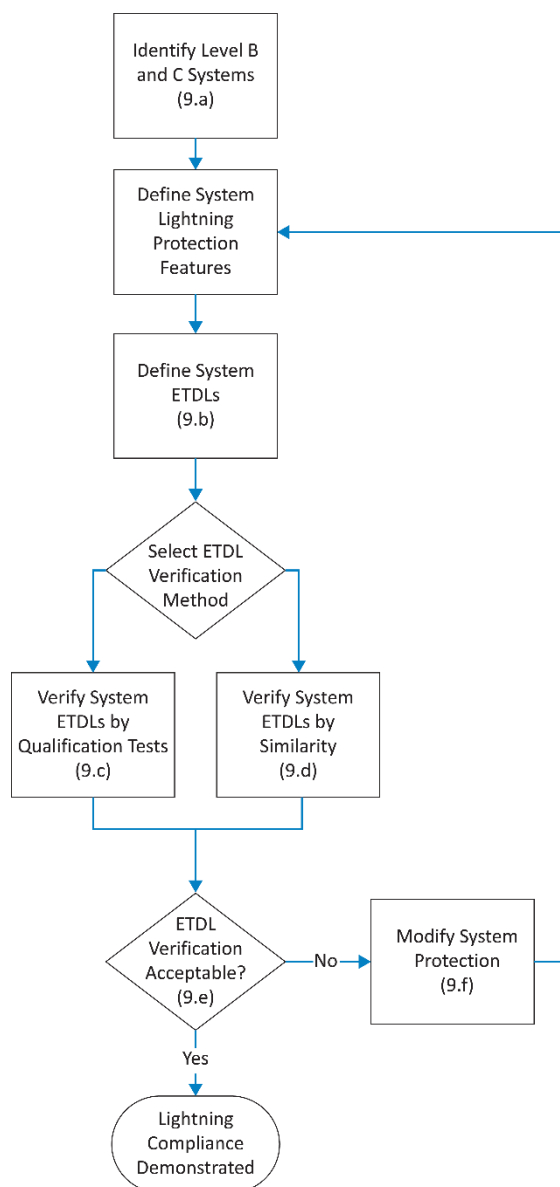 Identify Level B
and C Systems
(9.a)
Define System
Lightning
Protection
Features
Define System
ETDLs
(9.b)
Select ETDL
Verification
Method
Verify System
ETDLs by
Qualification Tests
(9.c)
Verify System
ETDLs by
Similarity
(9.d)
ETDL
Verification
Acceptable?
(9.e)
No
Modify System
Protection
(9.f)
Yes
Lightning
Compliance
Demonstrated